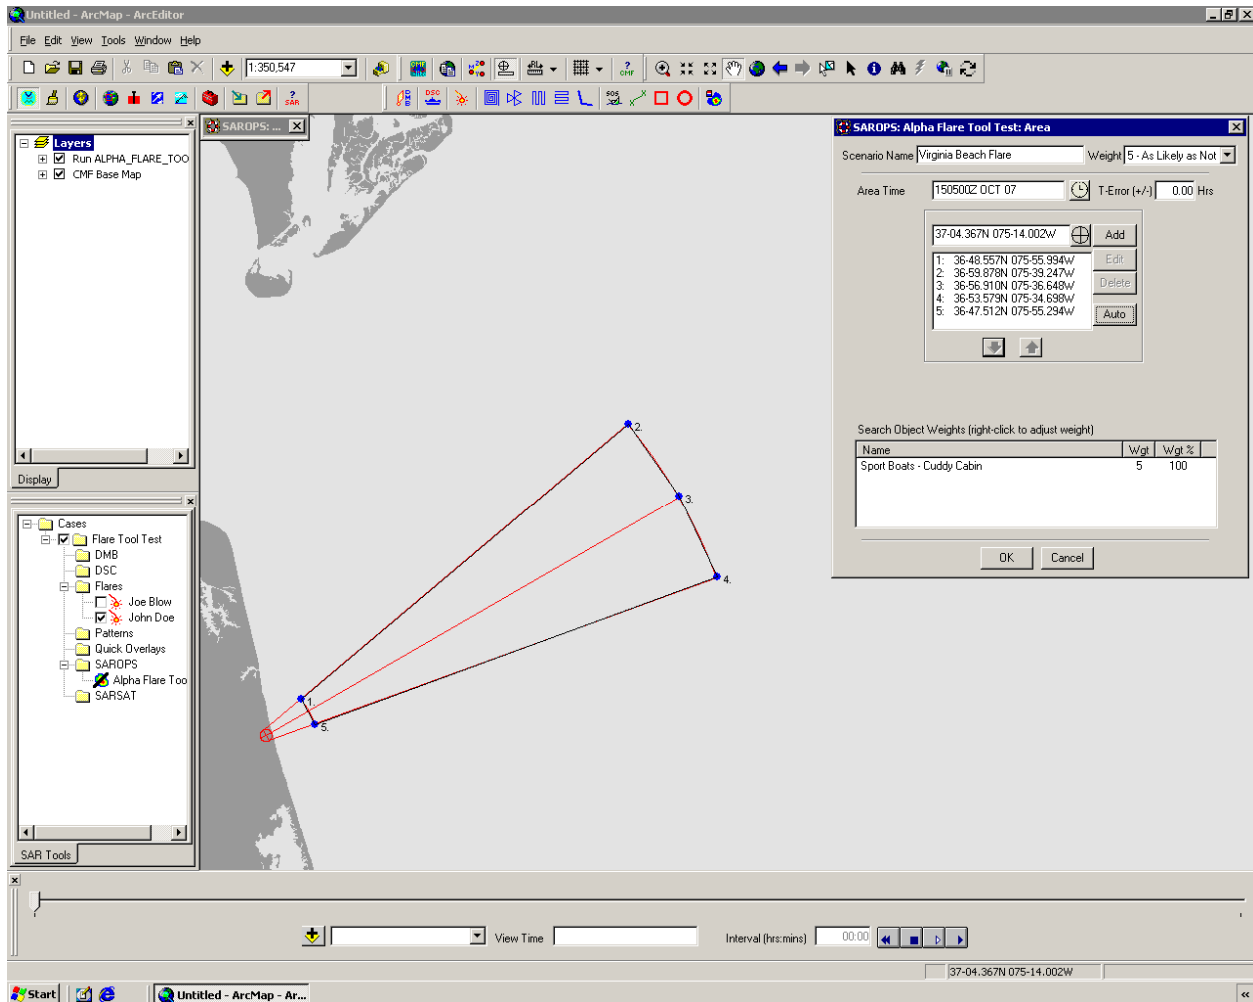 Untitled - ArcMap - ArcEditor
File Edit View Tools Window Help
1:350,547
? CMF
? SAR
DMB
DSC
SOS
Layers
Run ALPHA_FLARE_TOO
CMF Base Map
Display
SAROPS: ...
Cases
Flare Tool Test
DMB
DSC
Flares
Joe Blow
John Doe
Patterns
Quick Overlays
SAROPS
Alpha Flare Too
SARSAT
SAR Tools
1.
2.
3.
4.
5.
SAROPS: Alpha Flare Tool Test: Area
Scenario Name Virginia Beach Flare Weight 5 - As Likely as Not
Area Time 150500Z OCT 07 T-Error (+/-) 0.00 Hrs
37-04.367N 075-14.002W Add
1: 36-48.557N 075-55.994W
2: 36-59.878N 075-39.247W
3: 36-56.910N 075-36.648W
4: 36-53.579N 075-34.698W
5: 36-47.512N 075-55.294W
Edit
Delete
Auto
Search Object Weights (right-click to adjust weight)
Name Wgt Wgt %
Sport Boats - Cuddy Cabin 5 100
OK Cancel
View Time Interval (hrs:mins) 00:00
37-04.367N 075-14.002W
Start Untitled - ArcMap - Ar...